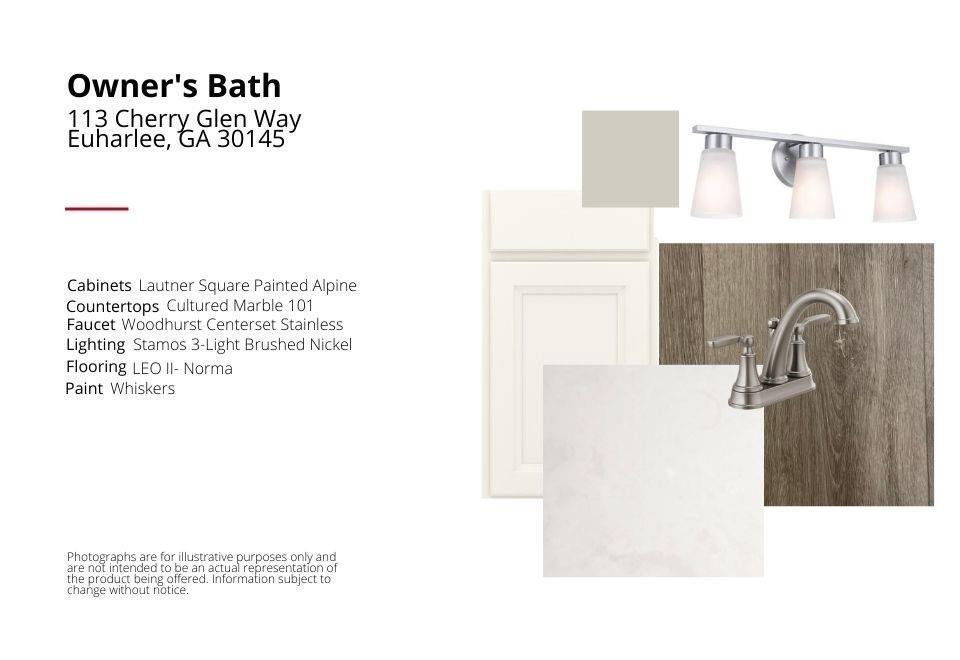 Owner's Bath
113 Cherry Glen Way
Euharlee, GA 30145
Cabinets Lautner Square Painted Alpine
Countertops Cultured Marble 101
Faucet Woodhurst Centerset Stainless
Lighting Stamos 3-Light Brushed Nickel
Flooring LEO II- Norma
Paint Whiskers
Photographs are for illustrative purposes only and
are not intended to be an actual representation of
the product being offered. Information subject to
change without notice.